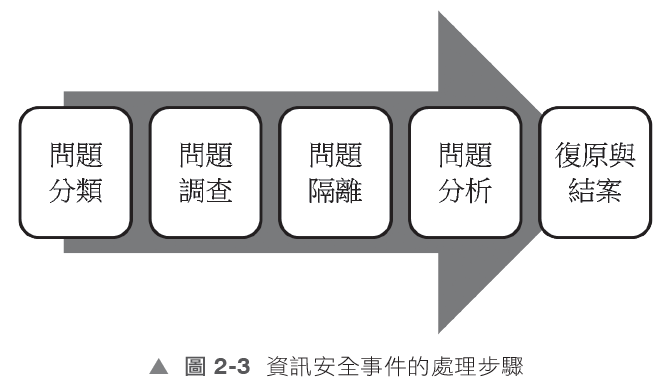 問題
分類
問題
調查
問題
隔離
問題
分析
復原與
結案
▲ 圖 2-3 資訊安全事件的處理步驟